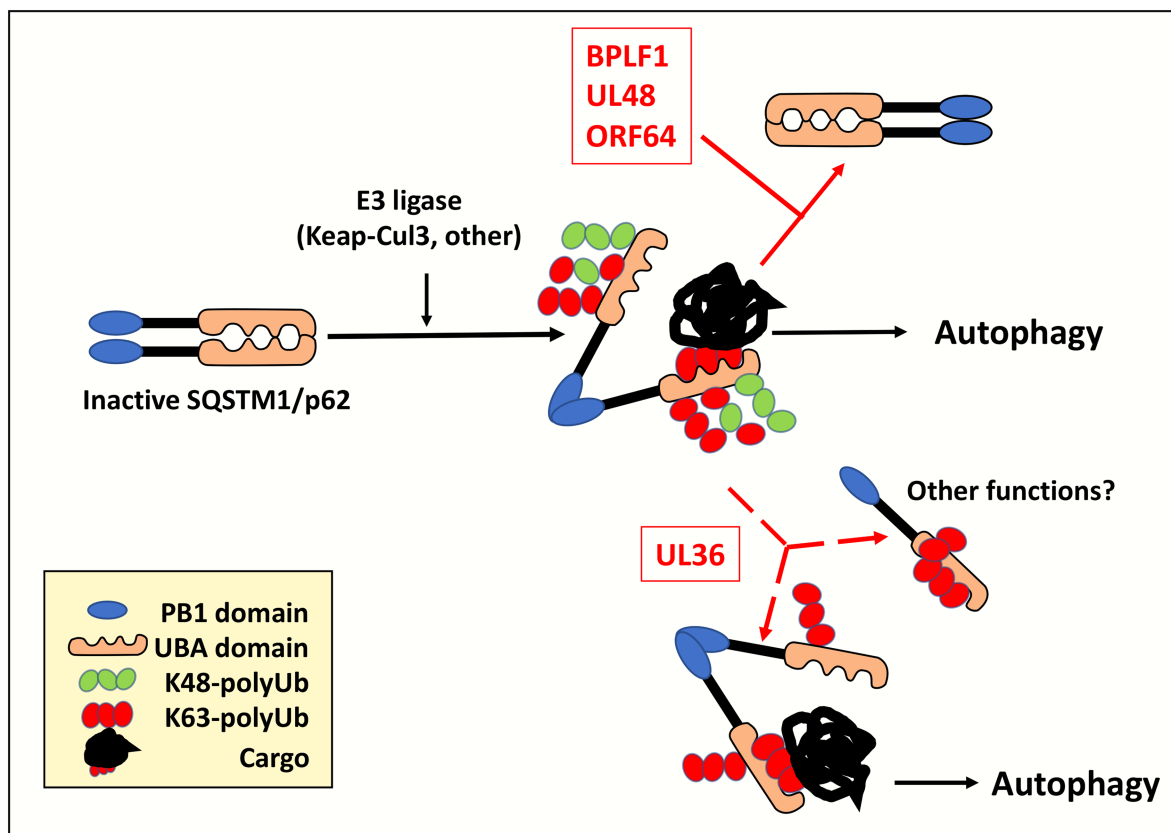 BPLF1
UL48
ORF64
E3 ligase
(Keap-Cul3, other)
Autophagy
Inactive SQSTM1/p62
Other functions?
UL36
PB1 domain
UBA domain
K48-polyUb
K63-polyUb
Cargo
Autophagy